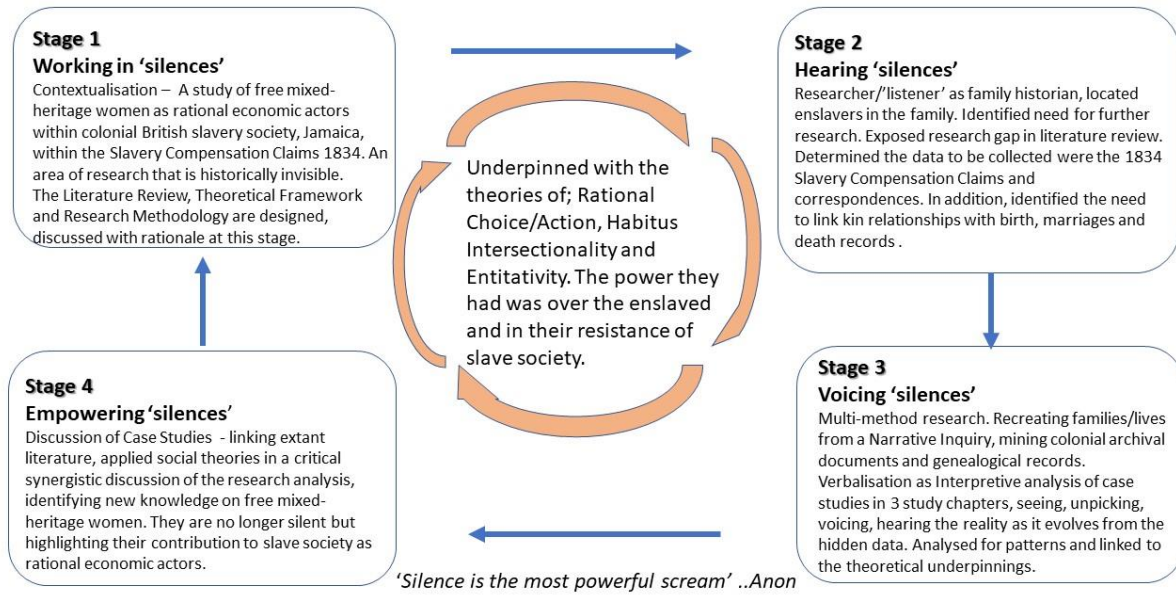 Stage 1
Working in ‘silences’
Contextualisation – A study of free mixed-
heritage women as rational economic actors
within colonial British slavery society, Jamaica,
within the Slavery Compensation Claims 1834. An
area of research that is historically invisible.
The Literature Review, Theoretical Framework
and Research Methodology are designed,
discussed with rationale at this stage.
Stage 2
Hearing ‘silences’
Researcher/’listener’ as family historian, located
enslavers in the family. Identified need for further
research. Exposed research gap in literature review.
Determined the data to be collected were the 1834
Slavery Compensation Claims and
correspondences. In addition, identified the need
to link kin relationships with birth, marriages and
death records .
Underpinned with the
theories of; Rational
Choice/Action, Habitus
Intersectionality and
Entitativity. The power they
had was over the enslaved
and in their resistance of
slave society.
Stage 3
Voicing ‘silences’
Multi-method research. Recreating families/lives
from a Narrative Inquiry, mining colonial archival
documents and genealogical records.
Verbalisation as Interpretive analysis of case
studies in 3 study chapters, seeing, unpicking,
voicing, hearing the reality as it evolves from the
hidden data. Analysed for patterns and linked to
the theoretical underpinnings.
Stage 4
Empowering ‘silences’
Discussion of Case Studies - linking extant
literature, applied social theories in a critical
synergistic discussion of the research analysis,
identifying new knowledge on free mixed-
heritage women. They are no longer silent but
highlighting their contribution to slave society as
rational economic actors.
‘Silence is the most powerful scream’ ..Anon